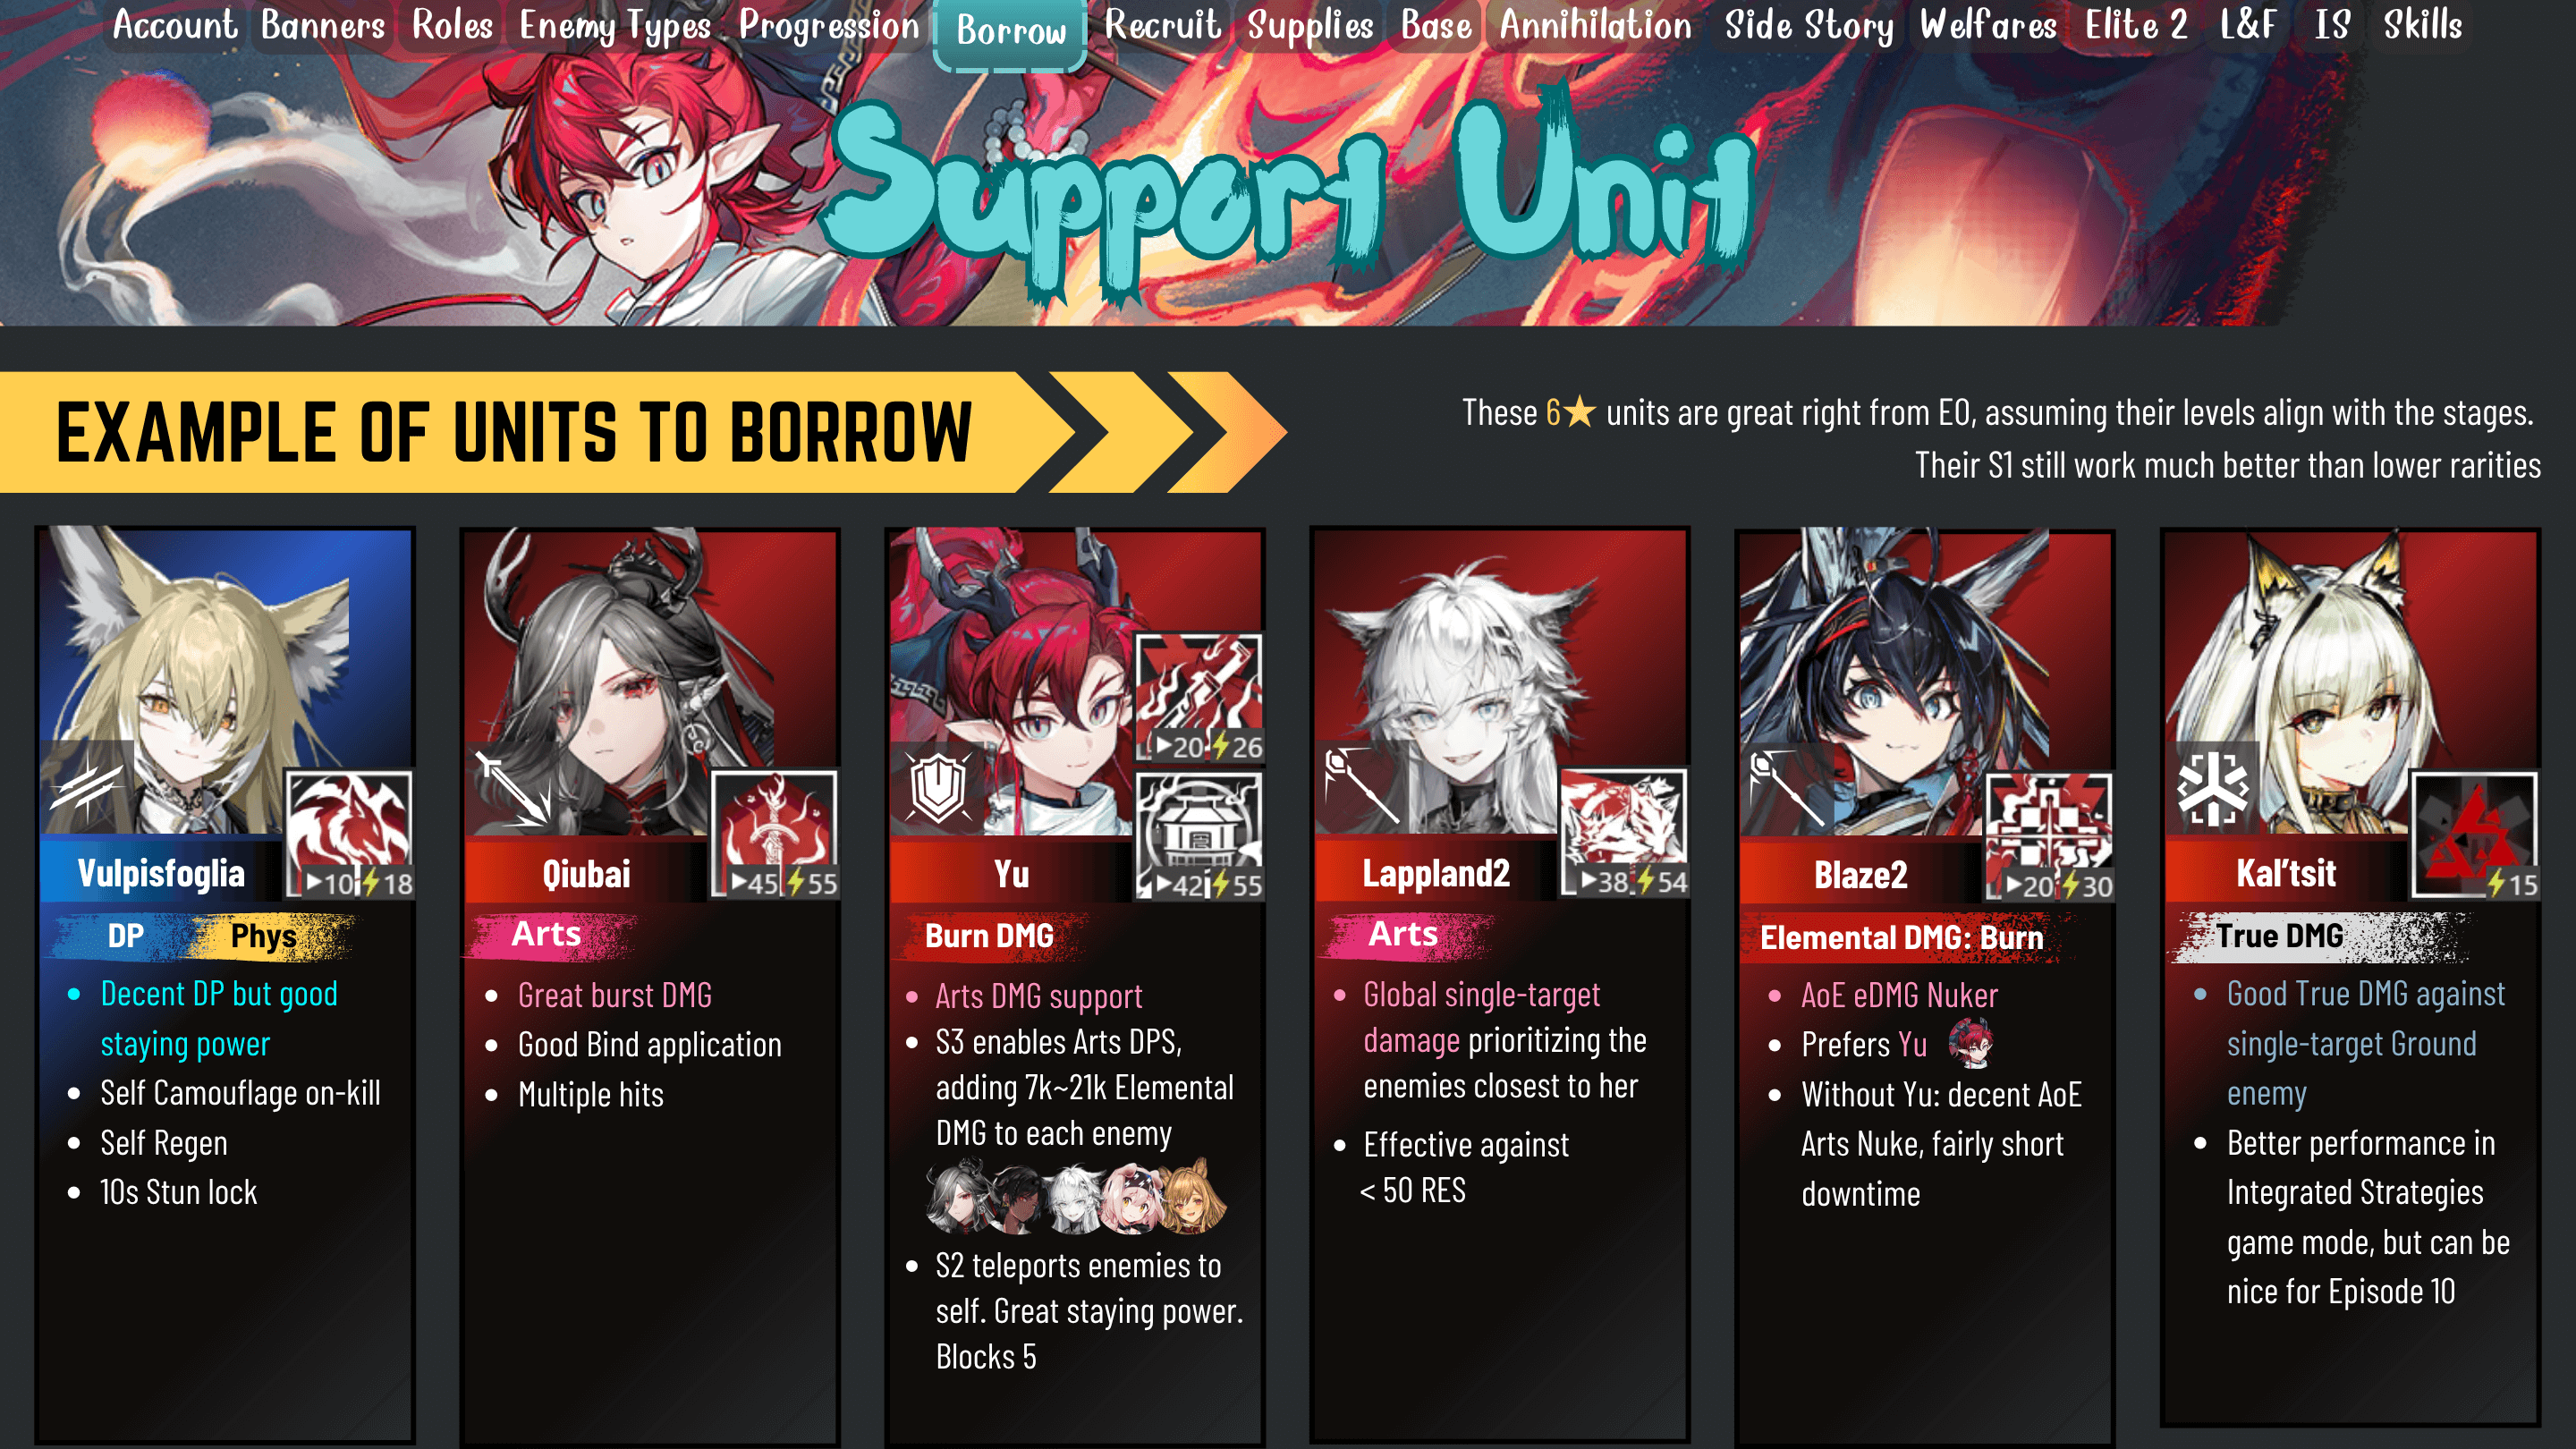 Account Banners Roles Enemy Types Progression Borrow Recruit Supplies Base Annihilation Side Story Welfares Elite 2 L&F IS Skills
Support Unit
EXAMPLE OF UNITS TO BORROW
These 6★ units are great right from E0, assuming their levels align with the stages.
Their S1 still work much better than lower rarities
▶10 ⚡18
Vulpisfoglia
DP Phys
• Decent DP but good
staying power
• Self Camouflage on-kill
• Self Regen
• 10s Stun lock
▶45 ⚡55
Qiubai
Arts
• Great burst DMG
• Good Bind application
• Multiple hits
▶20 ⚡26
▶42 ⚡55
Yu
Burn DMG
• Arts DMG support
• S3 enables Arts DPS,
adding 7k~21k Elemental
DMG to each enemy
• S2 teleports enemies to
self. Great staying power.
Blocks 5
▶38 ⚡54
Lappland2
Arts
• Global single-target
damage prioritizing the
enemies closest to her
• Effective against
< 50 RES
▶20 ⚡30
Blaze2
Elemental DMG: Burn
• AoE eDMG Nuker
• Prefers Yu
• Without Yu: decent AoE
Arts Nuke, fairly short
downtime
⚡15
Kal'tsit
True DMG
• Good True DMG against
single-target Ground
enemy
• Better performance in
Integrated Strategies
game mode, but can be
nice for Episode 10